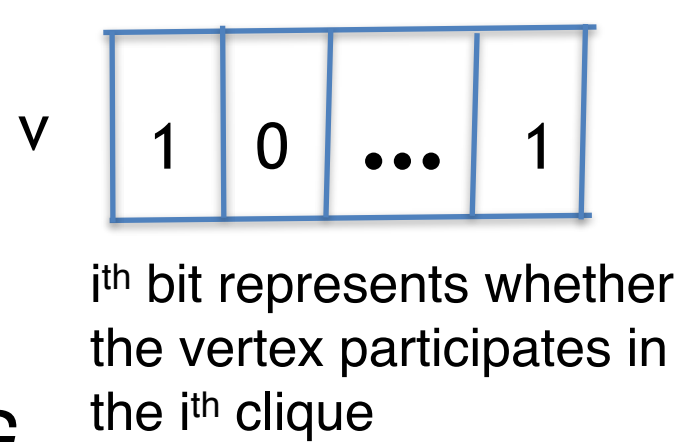 v 1 0 ... 1
ith bit represents whether
the vertex participates in
the ith clique